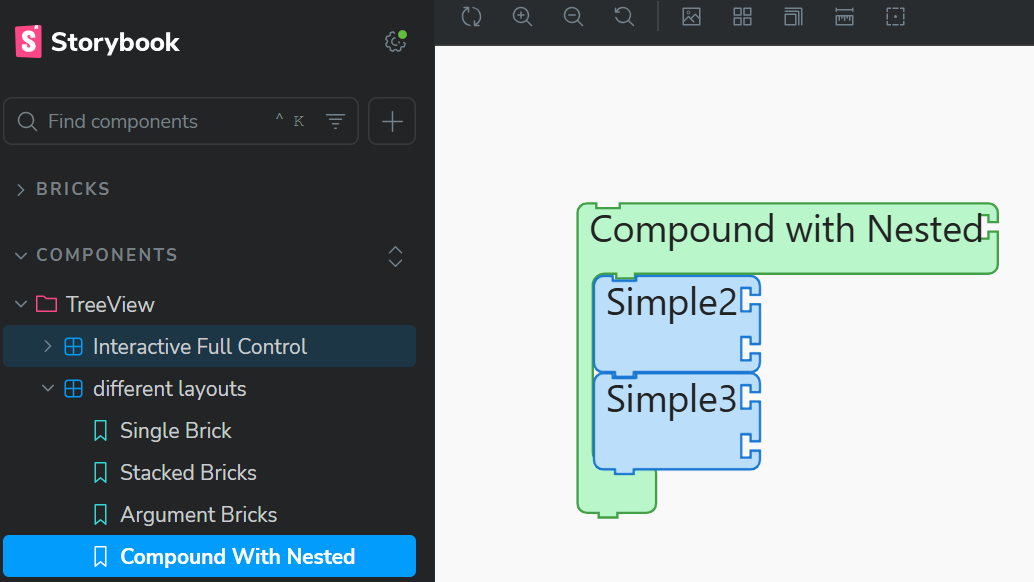 Storybook
Find components
^ K
BRICKS
COMPONENTS
TreeView
Interactive Full Control
different layouts
Single Brick
Stacked Bricks
Argument Bricks
Compound With Nested
Compound with Nested
Simple2
Simple3